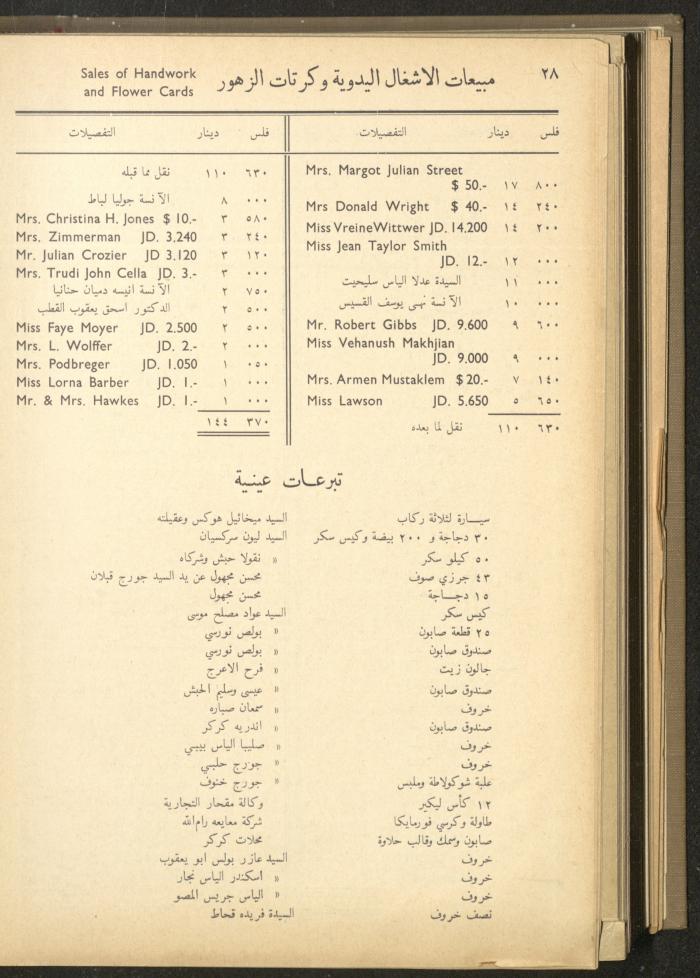 ٢٨
مبيعات الاشغال اليدوية وكرتات الزهور
Sales of Handwork
and Flower Cards
فلس دينار التفصيلات
Mrs. Margot Julian Street
$ 50.- ١٧ ٨٠٠
Mrs Donald Wright $ 40.- ١٤ ٢٤٠
Miss Vreine Wittwer JD. 14.200 ١٤ ٢٠٠
Miss Jean Taylor Smith
JD. 12.- ١٢ ٠٠٠
السيدة عدلا الياس سليحيت ١١ ٠٠٠
الآنسة نهى يوسف القسيس ١٠ ٠٠٠
Mr. Robert Gibbs JD. 9.600 ٩ ٦٠٠
Miss Vehanush Makhjian
JD. 9.000 ٩ ٠٠٠
Mrs. Armen Mustaklem $ 20.- ٧ ١٤٠
Miss Lawson JD. 5.650 ٥ ٦٥٠
نقل لما بعده ١١٠ ٦٣٠
فلس دينار التفصيلات
نقل مما قبله ١١٠ ٦٣٠
الآنسة جوليا لباط ٨ ٠٠٠
Mrs. Christina H. Jones $ 10.- ٣ ٥٨٠
Mrs. Zimmerman JD. 3.240 ٣ ٢٤٠
Mr. Julian Crozier JD 3.120 ٣ ١٢٠
Mrs. Trudi John Cella JD. 3.- ٣ ٠٠٠
الآنسة انيسه دميان حنانيا ٢ ٧٥٠
الدكتور اسحق يعقوب القطب ٢ ٥٠٠
Miss Faye Moyer JD. 2.500 ٢ ٥٠٠
Mrs. L. Wolffer JD. 2.- ٢ ٠٠٠
Mrs. Podbreger JD. 1.050 ١ ٠٥٠
Miss Lorna Barber JD. 1.- ١ ٠٠٠
Mr. & Mrs. Hawkes JD. 1.- ١ ٠٠٠
١٤٤ ٣٧٠
تبرعات عينية
سيارة لثلاثة ركاب السيد ميخائيل هوكس وعقيلته
٣٠ دجاجة و ٢٠٠ بيضة وكيس سكر السيد ليون سركسيان
٥٠ كيلو سكر » نقولا حبش وشركاه
٤٣ جرزي صوف محسن مجهول عن يد السيد جورج قبلان
١٥ دجاجة محسن مجهول
كيس سكر السيد عواد مصلح موسى
٢٥ قطعة صابون » بولص نورسي
صندوق صابون » بولص نورسي
جالون زيت » فرح الاعرج
صندوق صابون » عيسى وسليم الحبش
خروف » سمعان صباره
صندوق صابون » اندريه كركر
خروف » صليبا الياس بيبي
خروف » جورج حلبي
علبة شوكولاطة وملبس » جورج خنوف
١٢ كأس ليكير وكالة مقحار التجارية
طاولة وكرسي فورمايكا شركة معايعه رام الله
صابون وسمك وقالب حلاوة محلات كركر
خروف السيد عازر بولس ابو يعقوب
خروف » اسكندر الياس نجار
خروف » الياس جريس المصو
نصف خروف السيدة فريده قحاط